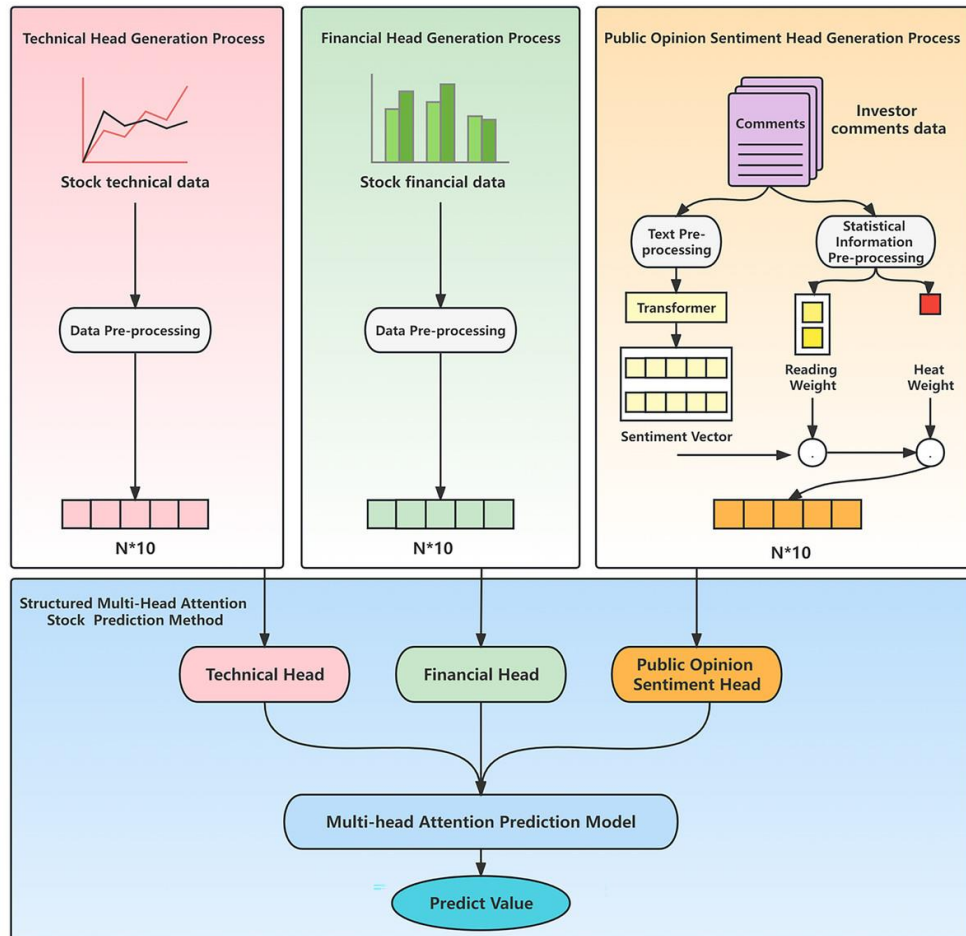 Technical Head Generation Process
Stock technical data
Data Pre-processing
N*10
Financial Head Generation Process
Stock financial data
Data Pre-processing
N*10
Public Opinion Sentiment Head Generation Process
Comments
Investor
comments data
Text Pre-
processing
Statistical
Information
Pre-processing
Transformer
Reading
Weight
Heat
Weight
Sentiment Vector
.
.
N*10
Structured Multi-Head Attention
Stock Prediction Method
Technical Head
Financial Head
Public Opinion
Sentiment Head
Multi-head Attention Prediction Model
Predict Value